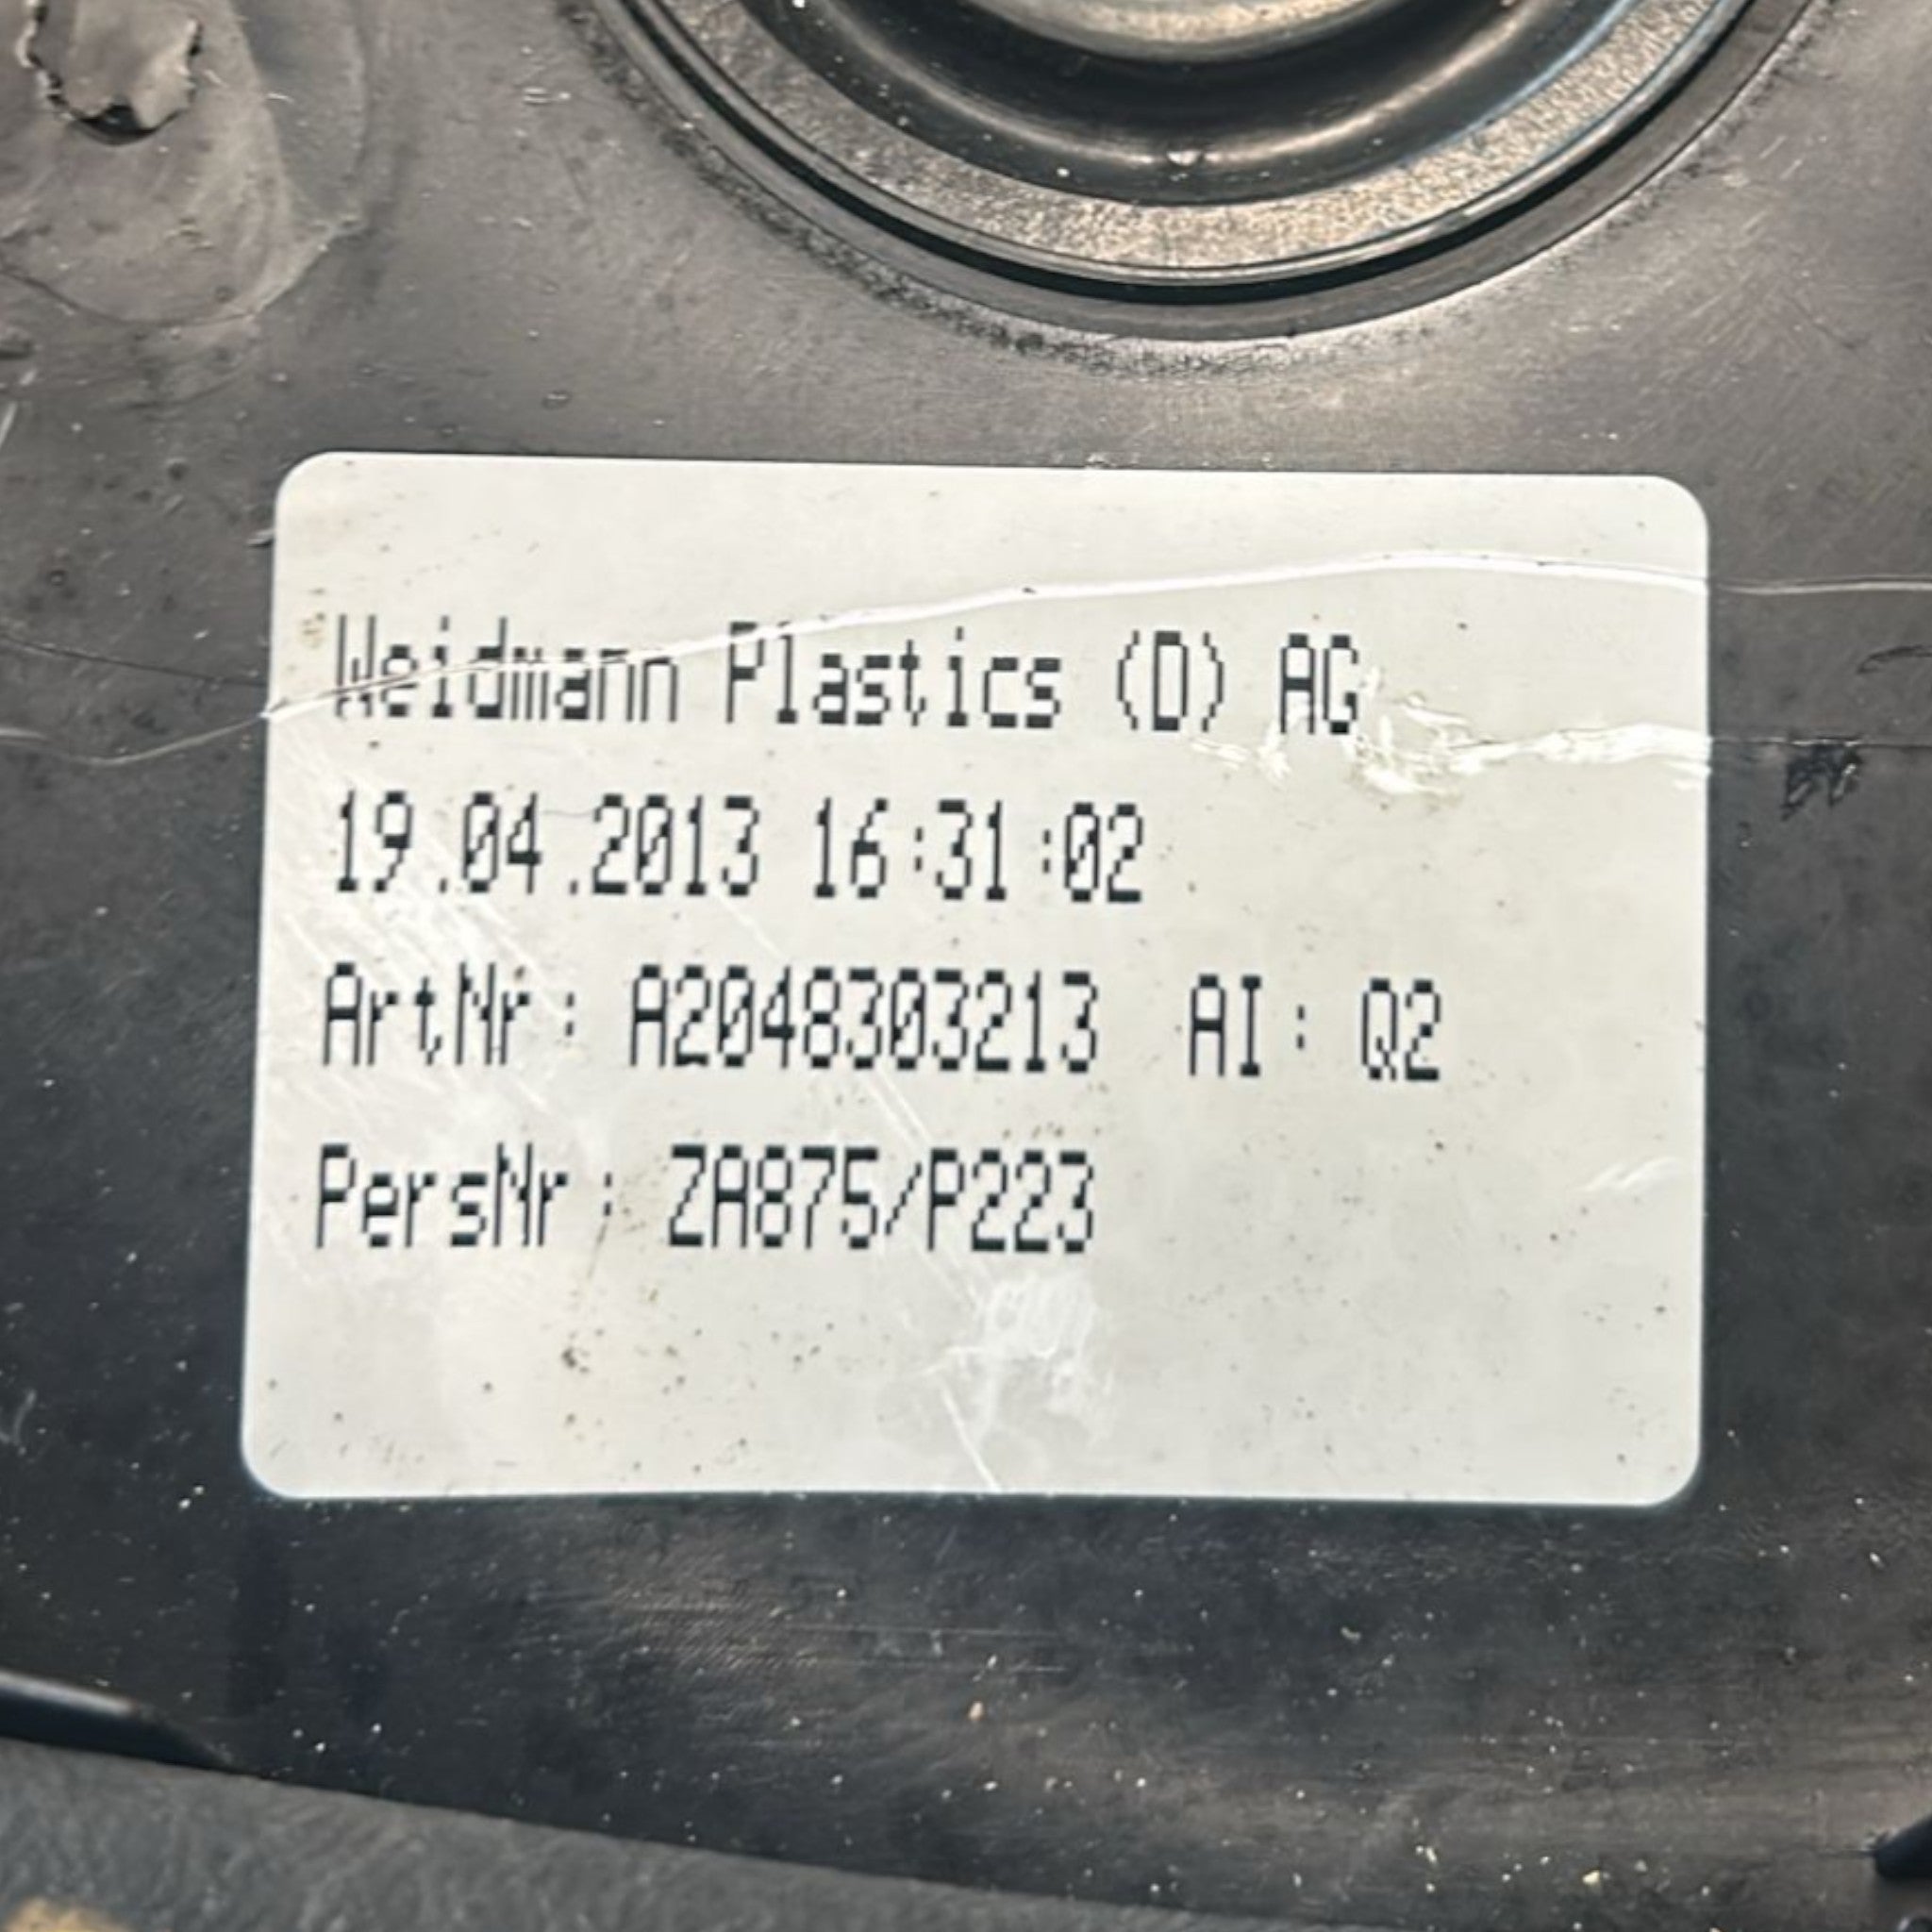 Weidmann Plastics (D) AG
19.04.2013 16:31:02
ArtNr: A2048303213 AI: Q2
PersNr: ZA875/P223